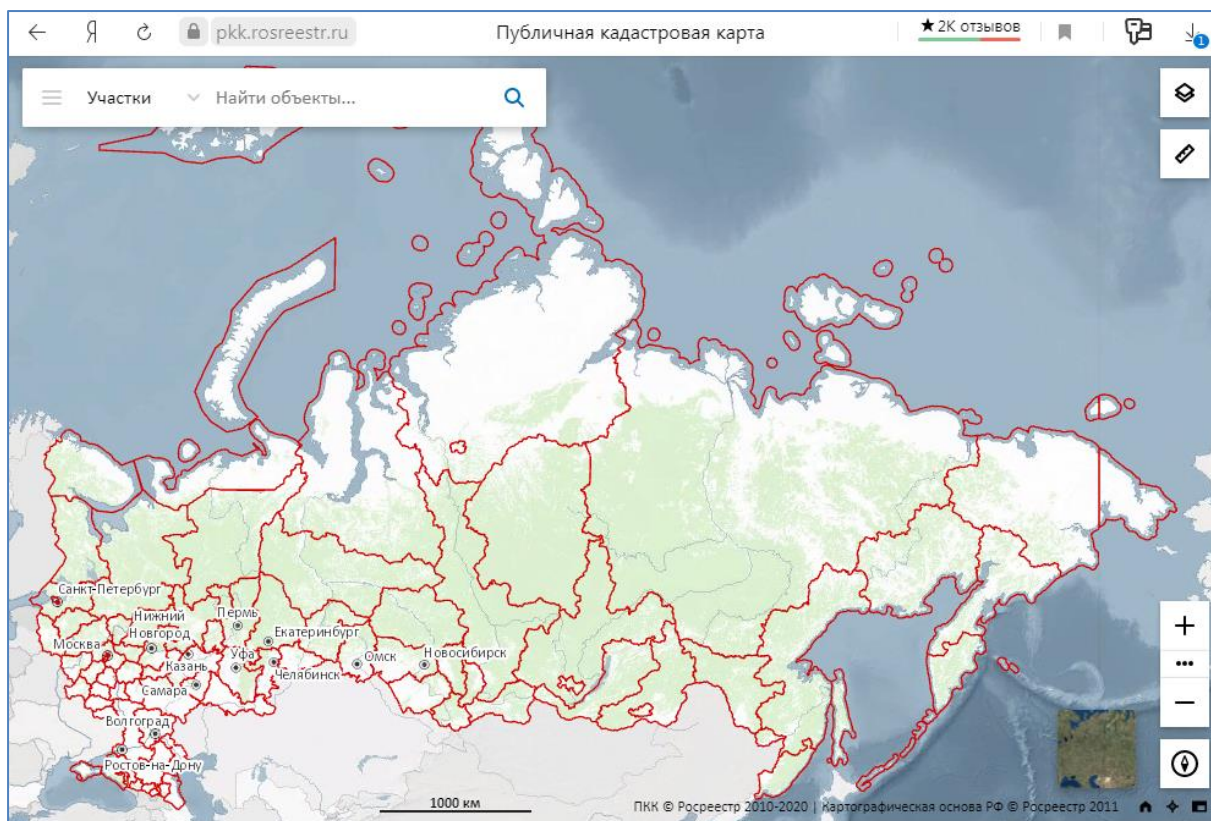 Я pkk.rosreestr.ru Публичная кадастровая карта ★ 2К отзывов
1
Участки Найти объекты...
Санкт-Петербург
Нижний
Новгород
Пермь
Москва
Екатеринбург
Казань
Уфа
Омск
Новосибирск
Челябинск
Самара
Волгоград
Ростов-на-Дону
1000 км
ПКК © Росреестр 2010-2020 | Картографическая основа РФ © Росреестр 2011